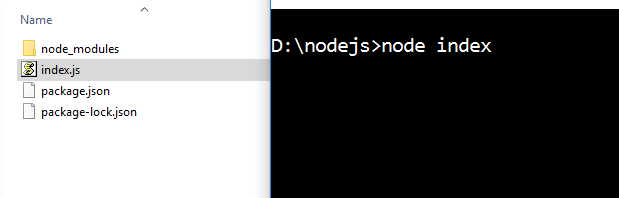 Name
node_modules
index.js
package.json
package-lock.json
D:\nodejs>node index